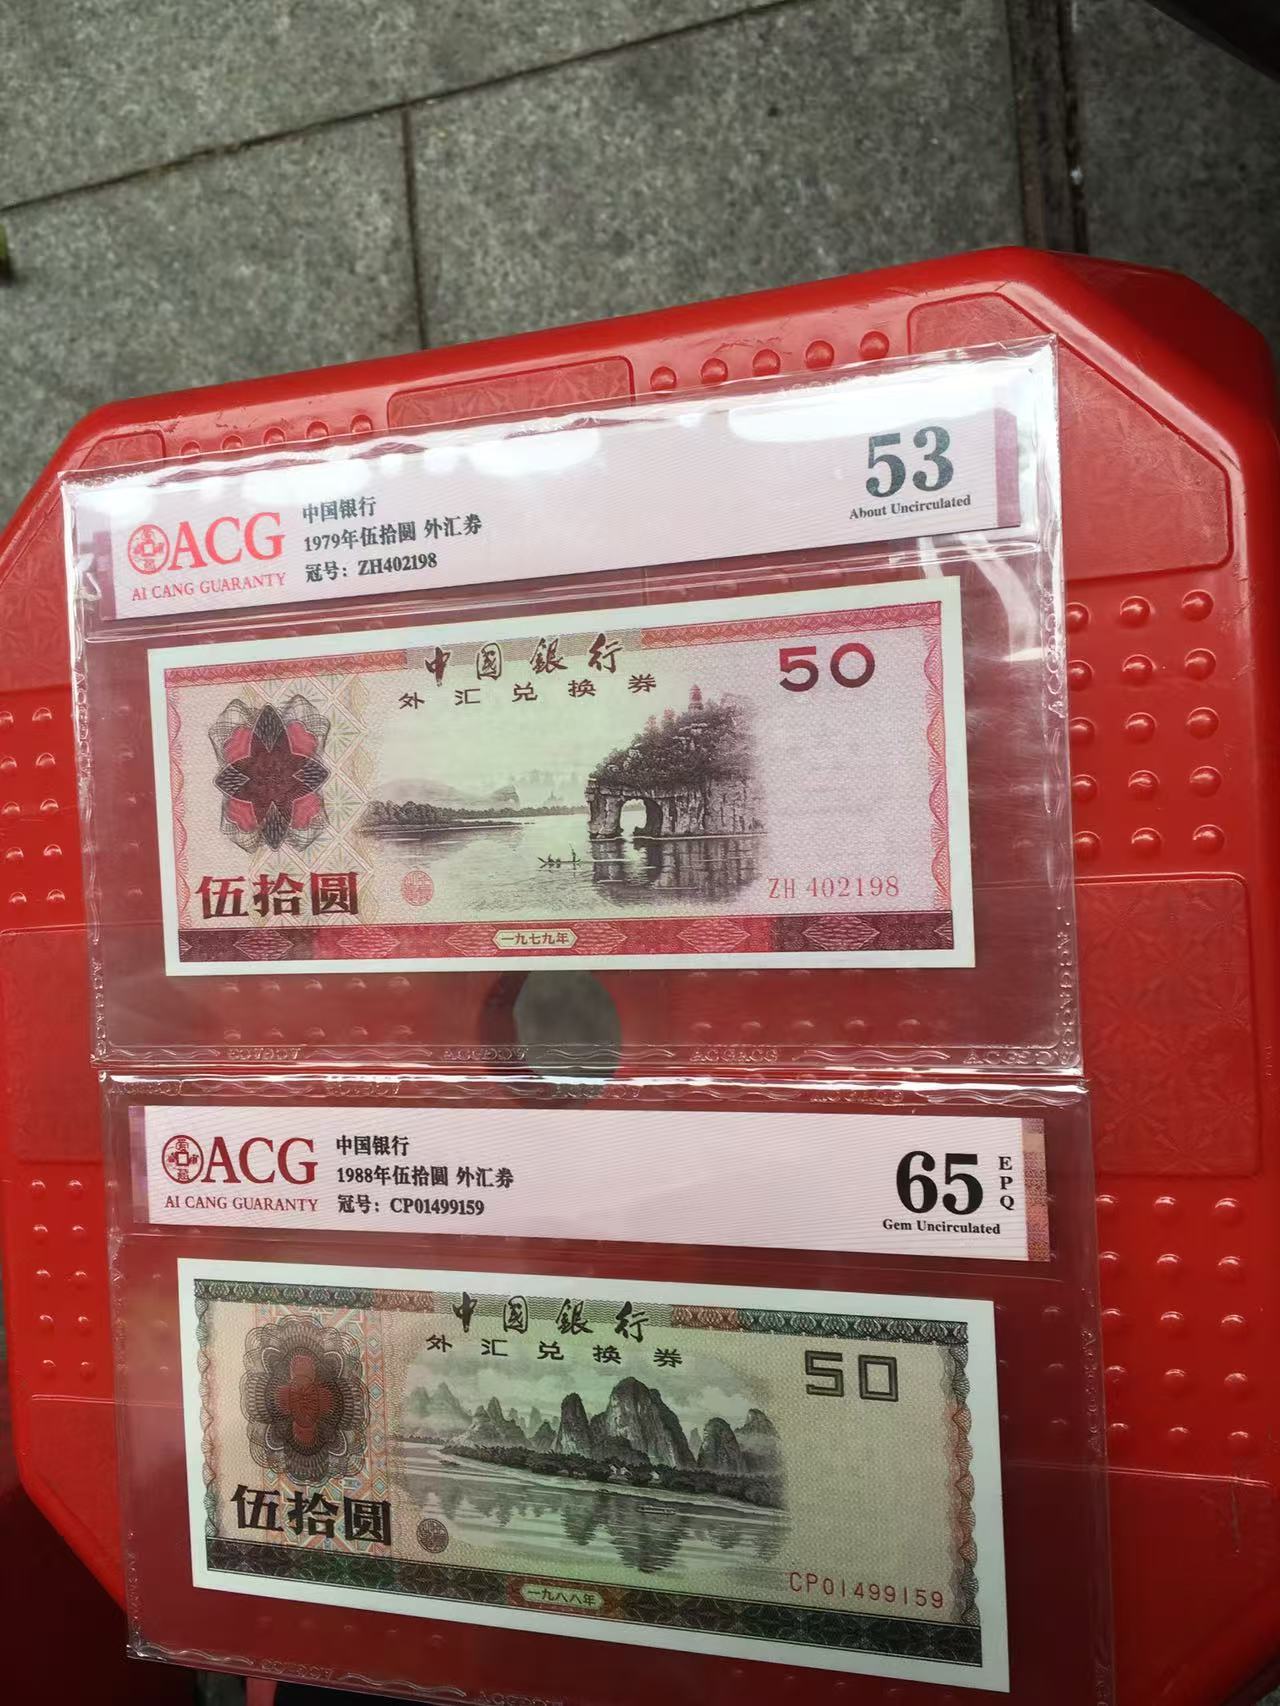 ACG
AI CANG GUARANTY
中国银行
1979年伍拾圆 外汇券
冠号：ZH402198
53
About Uncirculated
中國銀行
外汇兑换券
50
伍拾圆
ZH 402198
一九七九年
ACG
AI CANG GUARANTY
中国银行
1988年伍拾圆 外汇券
冠号：CP01499159
65
EPQ
Gem Uncirculated
中國銀行
外汇兑换券
50
伍拾圆
CP01499159
一九八八年